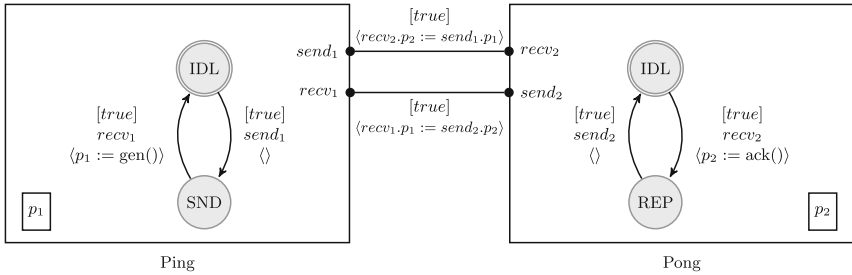 [true]
⟨recv₂.p₂ := send₁.p₁⟩
send₁
recv₂
recv₁
send₂
[true]
⟨recv₁.p₁ := send₂.p₂⟩
IDL
[true]
recv₁
⟨p₁ := gen()⟩
[true]
send₁
⟨⟩
SND
p₁
Ping
IDL
[true]
send₂
⟨⟩
[true]
recv₂
⟨p₂ := ack()⟩
REP
p₂
Pong